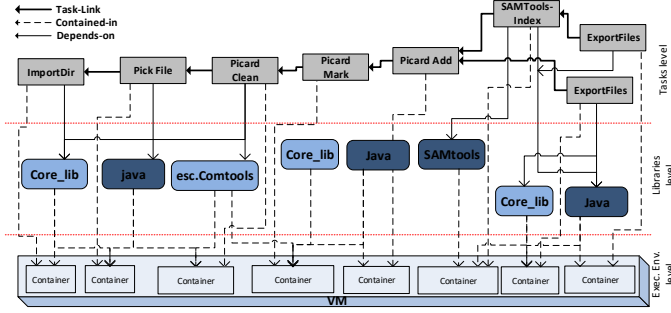 Task-Link
Contained-in
Depends-on
SAMTools-
Index
ExportFiles
ImportDir
Pick File
Picard
Clean
Picard
Mark
Picard Add
ExportFiles
Tasks level
Core_lib
java
esc.Comtools
Core_lib
Java
SAMtools
Core_lib
Java
Libraries
level
Container
Container
Container
Container
Container
Container
Container
Container
VM
Exec. Env.
level